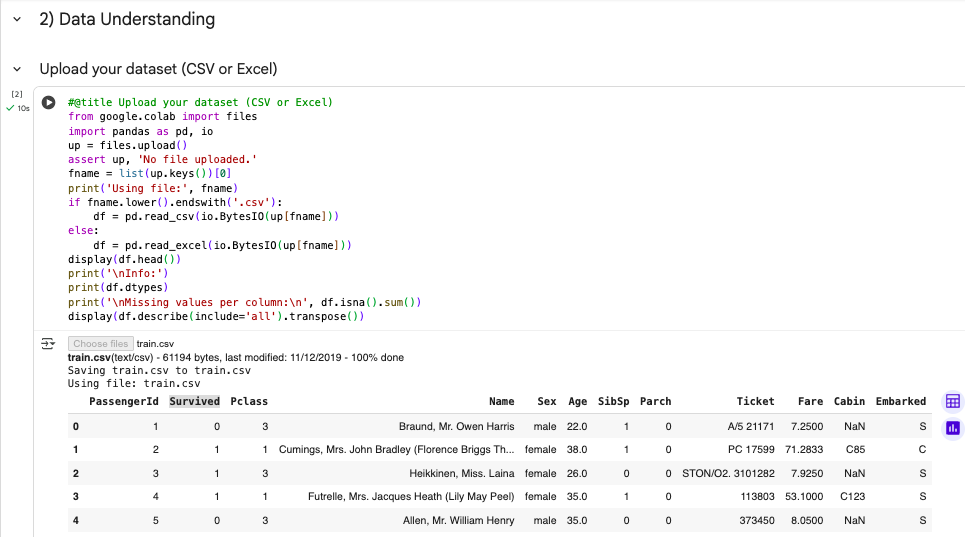 2) Data Understanding
Upload your dataset (CSV or Excel)
[2]
10s
#@title Upload your dataset (CSV or Excel)
from google.colab import files
import pandas as pd, io
up = files.upload()
assert up, 'No file uploaded.'
fname = list(up.keys())[0]
print('Using file:', fname)
if fname.lower().endswith('.csv'):
    df = pd.read_csv(io.BytesIO(up[fname]))
else:
    df = pd.read_excel(io.BytesIO(up[fname]))
display(df.head())
print('\nInfo:')
print(df.dtypes)
print('\nMissing values per column:\n', df.isna().sum())
display(df.describe(include='all').transpose())
Choose files train.csv
train.csv(text/csv) - 61194 bytes, last modified: 11/12/2019 - 100% done
Saving train.csv to train.csv
Using file: train.csv
PassengerId Survived Pclass Name Sex Age SibSp Parch Ticket Fare Cabin Embarked
0 1 0 3 Braund, Mr. Owen Harris male 22.0 1 0 A/5 21171 7.2500 NaN S
1 2 1 1 Cumings, Mrs. John Bradley (Florence Briggs Th... female 38.0 1 0 PC 17599 71.2833 C85 C
2 3 1 3 Heikkinen, Miss. Laina female 26.0 0 0 STON/O2. 3101282 7.9250 NaN S
3 4 1 1 Futrelle, Mrs. Jacques Heath (Lily May Peel) female 35.0 1 0 113803 53.1000 C123 S
4 5 0 3 Allen, Mr. William Henry male 35.0 0 0 373450 8.0500 NaN S